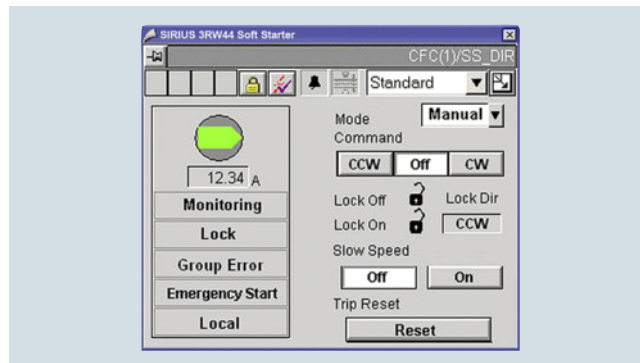 SIRIUS 3RW44 Soft Starter
CFC(1)/SS_DIR
Standard
12.34 A
Monitoring
Lock
Group Error
Emergency Start
Local
Mode Manual
Command
CCW Off CW
Lock Off Lock Dir
Lock On CCW
Slow Speed
Off On
Trip Reset
Reset